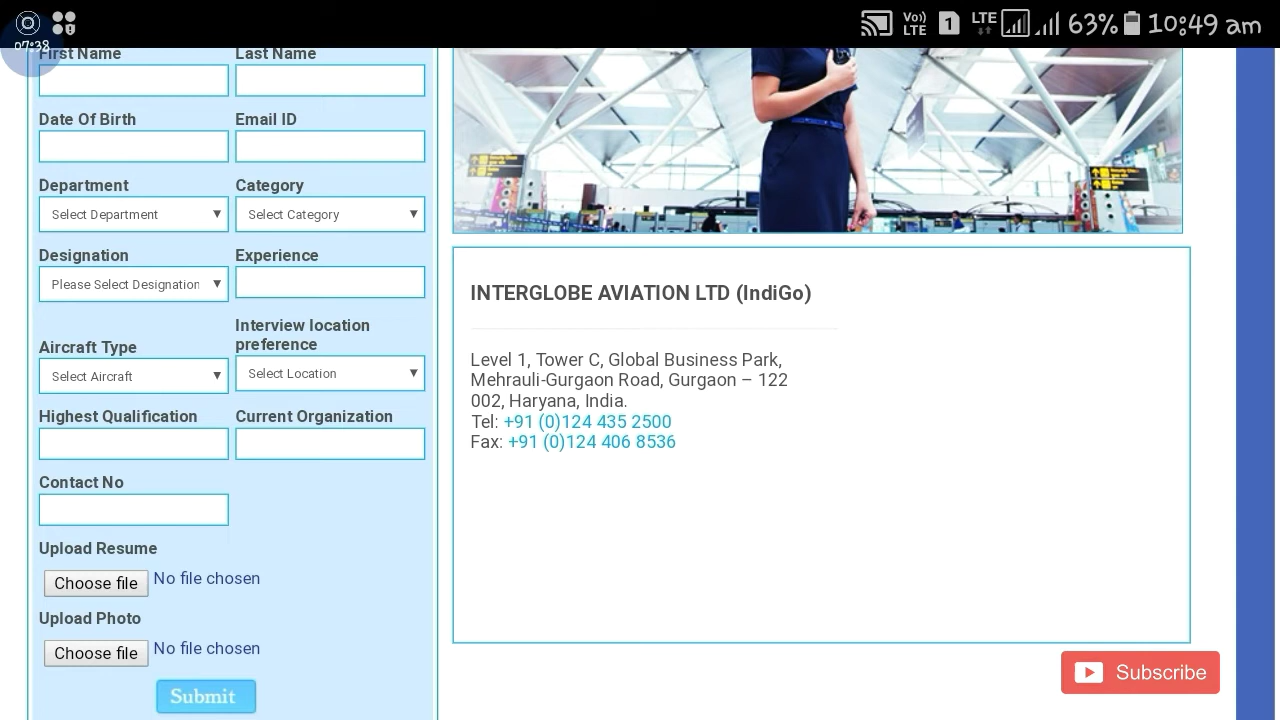 Vo))
LTE
1
LTE
63%
10:49 am
07:38
First Name
Last Name
Date Of Birth
Email ID
Department
Category
Select Department
Select Category
Designation
Experience
Please Select Designation
Interview location
preference
Aircraft Type
Select Aircraft
Select Location
Highest Qualification
Current Organization
Contact No
Upload Resume
Choose file No file chosen
Upload Photo
Choose file No file chosen
Submit
INTERGLOBE AVIATION LTD (IndiGo)
Level 1, Tower C, Global Business Park,
Mehrauli-Gurgaon Road, Gurgaon – 122
002, Haryana, India.
Tel: +91 (0)124 435 2500
Fax: +91 (0)124 406 8536
Subscribe